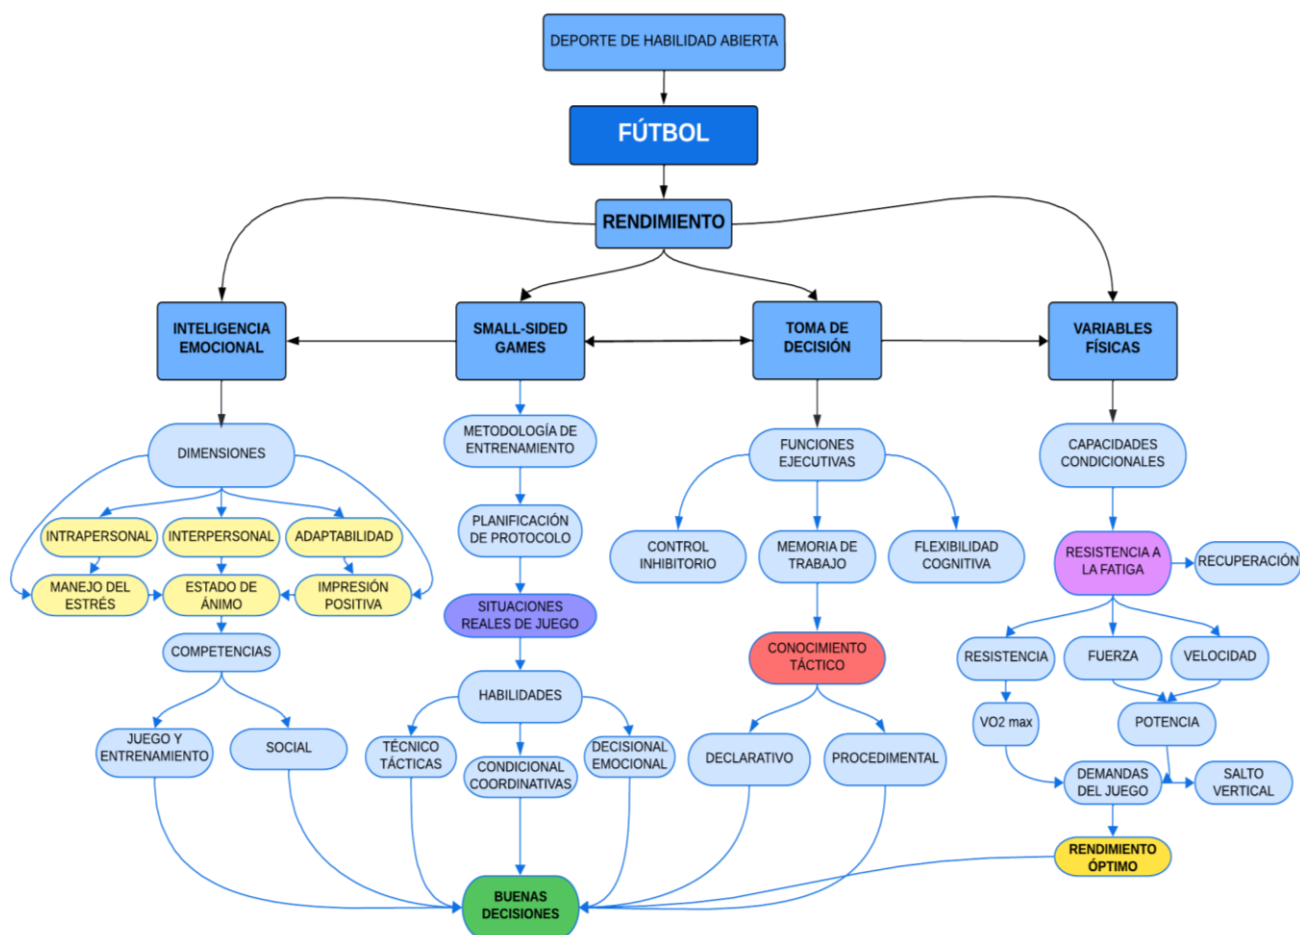 DEPORTE DE HABILIDAD ABIERTA
FÚTBOL
RENDIMIENTO
INTELIGENCIA
EMOCIONAL
SMALL-SIDED
GAMES
TOMA DE
DECISIÓN
VARIABLES
FÍSICAS
DIMENSIONES
METODOLOGÍA DE
ENTRENAMIENTO
FUNCIONES
EJECUTIVAS
CAPACIDADES
CONDICIONALES
INTRAPERSONAL
INTERPERSONAL
ADAPTABILIDAD
PLANIFICACIÓN
DE PROTOCOLO
CONTROL
INHIBITORIO
MEMORIA DE
TRABAJO
FLEXIBILIDAD
COGNITIVA
RESISTENCIA A
LA FATIGA
RECUPERACIÓN
MANEJO DEL
ESTRÉS
ESTADO DE
ÁNIMO
IMPRESIÓN
POSITIVA
SITUACIONES
REALES DE JUEGO
COMPETENCIAS
CONOCIMIENTO
TÁCTICO
RESISTENCIA
FUERZA
VELOCIDAD
HABILIDADES
JUEGO Y
ENTRENAMIENTO
SOCIAL
TÉCNICO
TÁCTICAS
CONDICIONAL
COORDINATIVAS
DECISIONAL
EMOCIONAL
DECLARATIVO
PROCEDIMENTAL
VO2 max
POTENCIA
DEMANDAS
DEL JUEGO
SALTO
VERTICAL
RENDIMIENTO
ÓPTIMO
BUENAS
DECISIONES